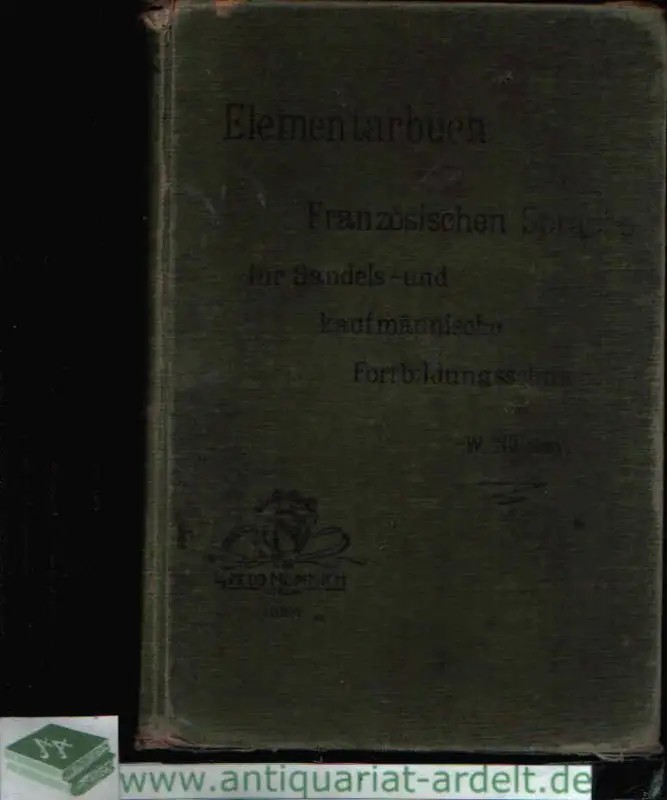 Elementarbuch
Französischen Sprache
für Handels-und
kaufmännische
Fortbildungsschulen
W.
www.antiquariat-ardelt.de